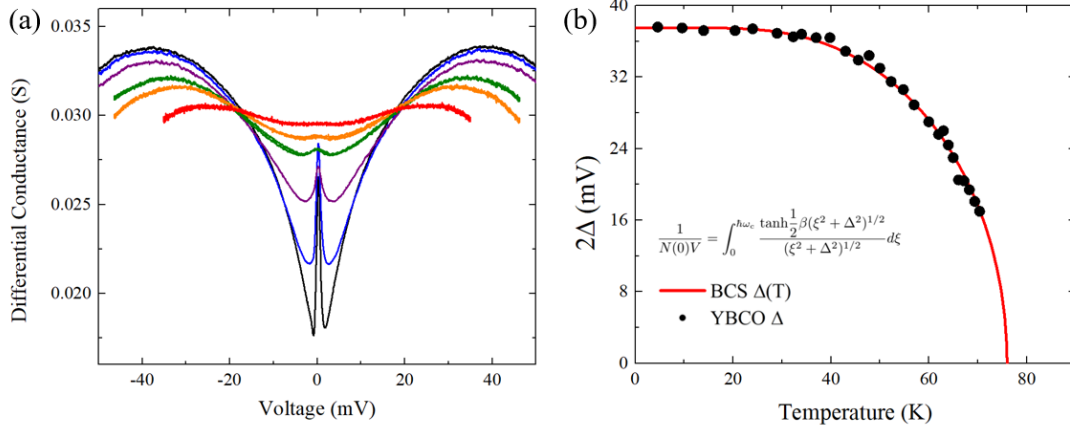 (a)
0.035
0.030
0.025
0.020
Differential Conductance (S)
-40
-20
0
20
40
Voltage (mV)
(b)
40
32
24
16
8
0
2Δ (mV)
$\frac{1}{N(0)V} = \int_0^{\hbar\omega_c} \frac{\tanh\frac{1}{2}\beta(\xi^2+\Delta^2)^{1/2}}{(\xi^2+\Delta^2)^{1/2}} d\xi$
BCS Δ(T)
YBCO Δ
0
20
40
60
80
Temperature (K)